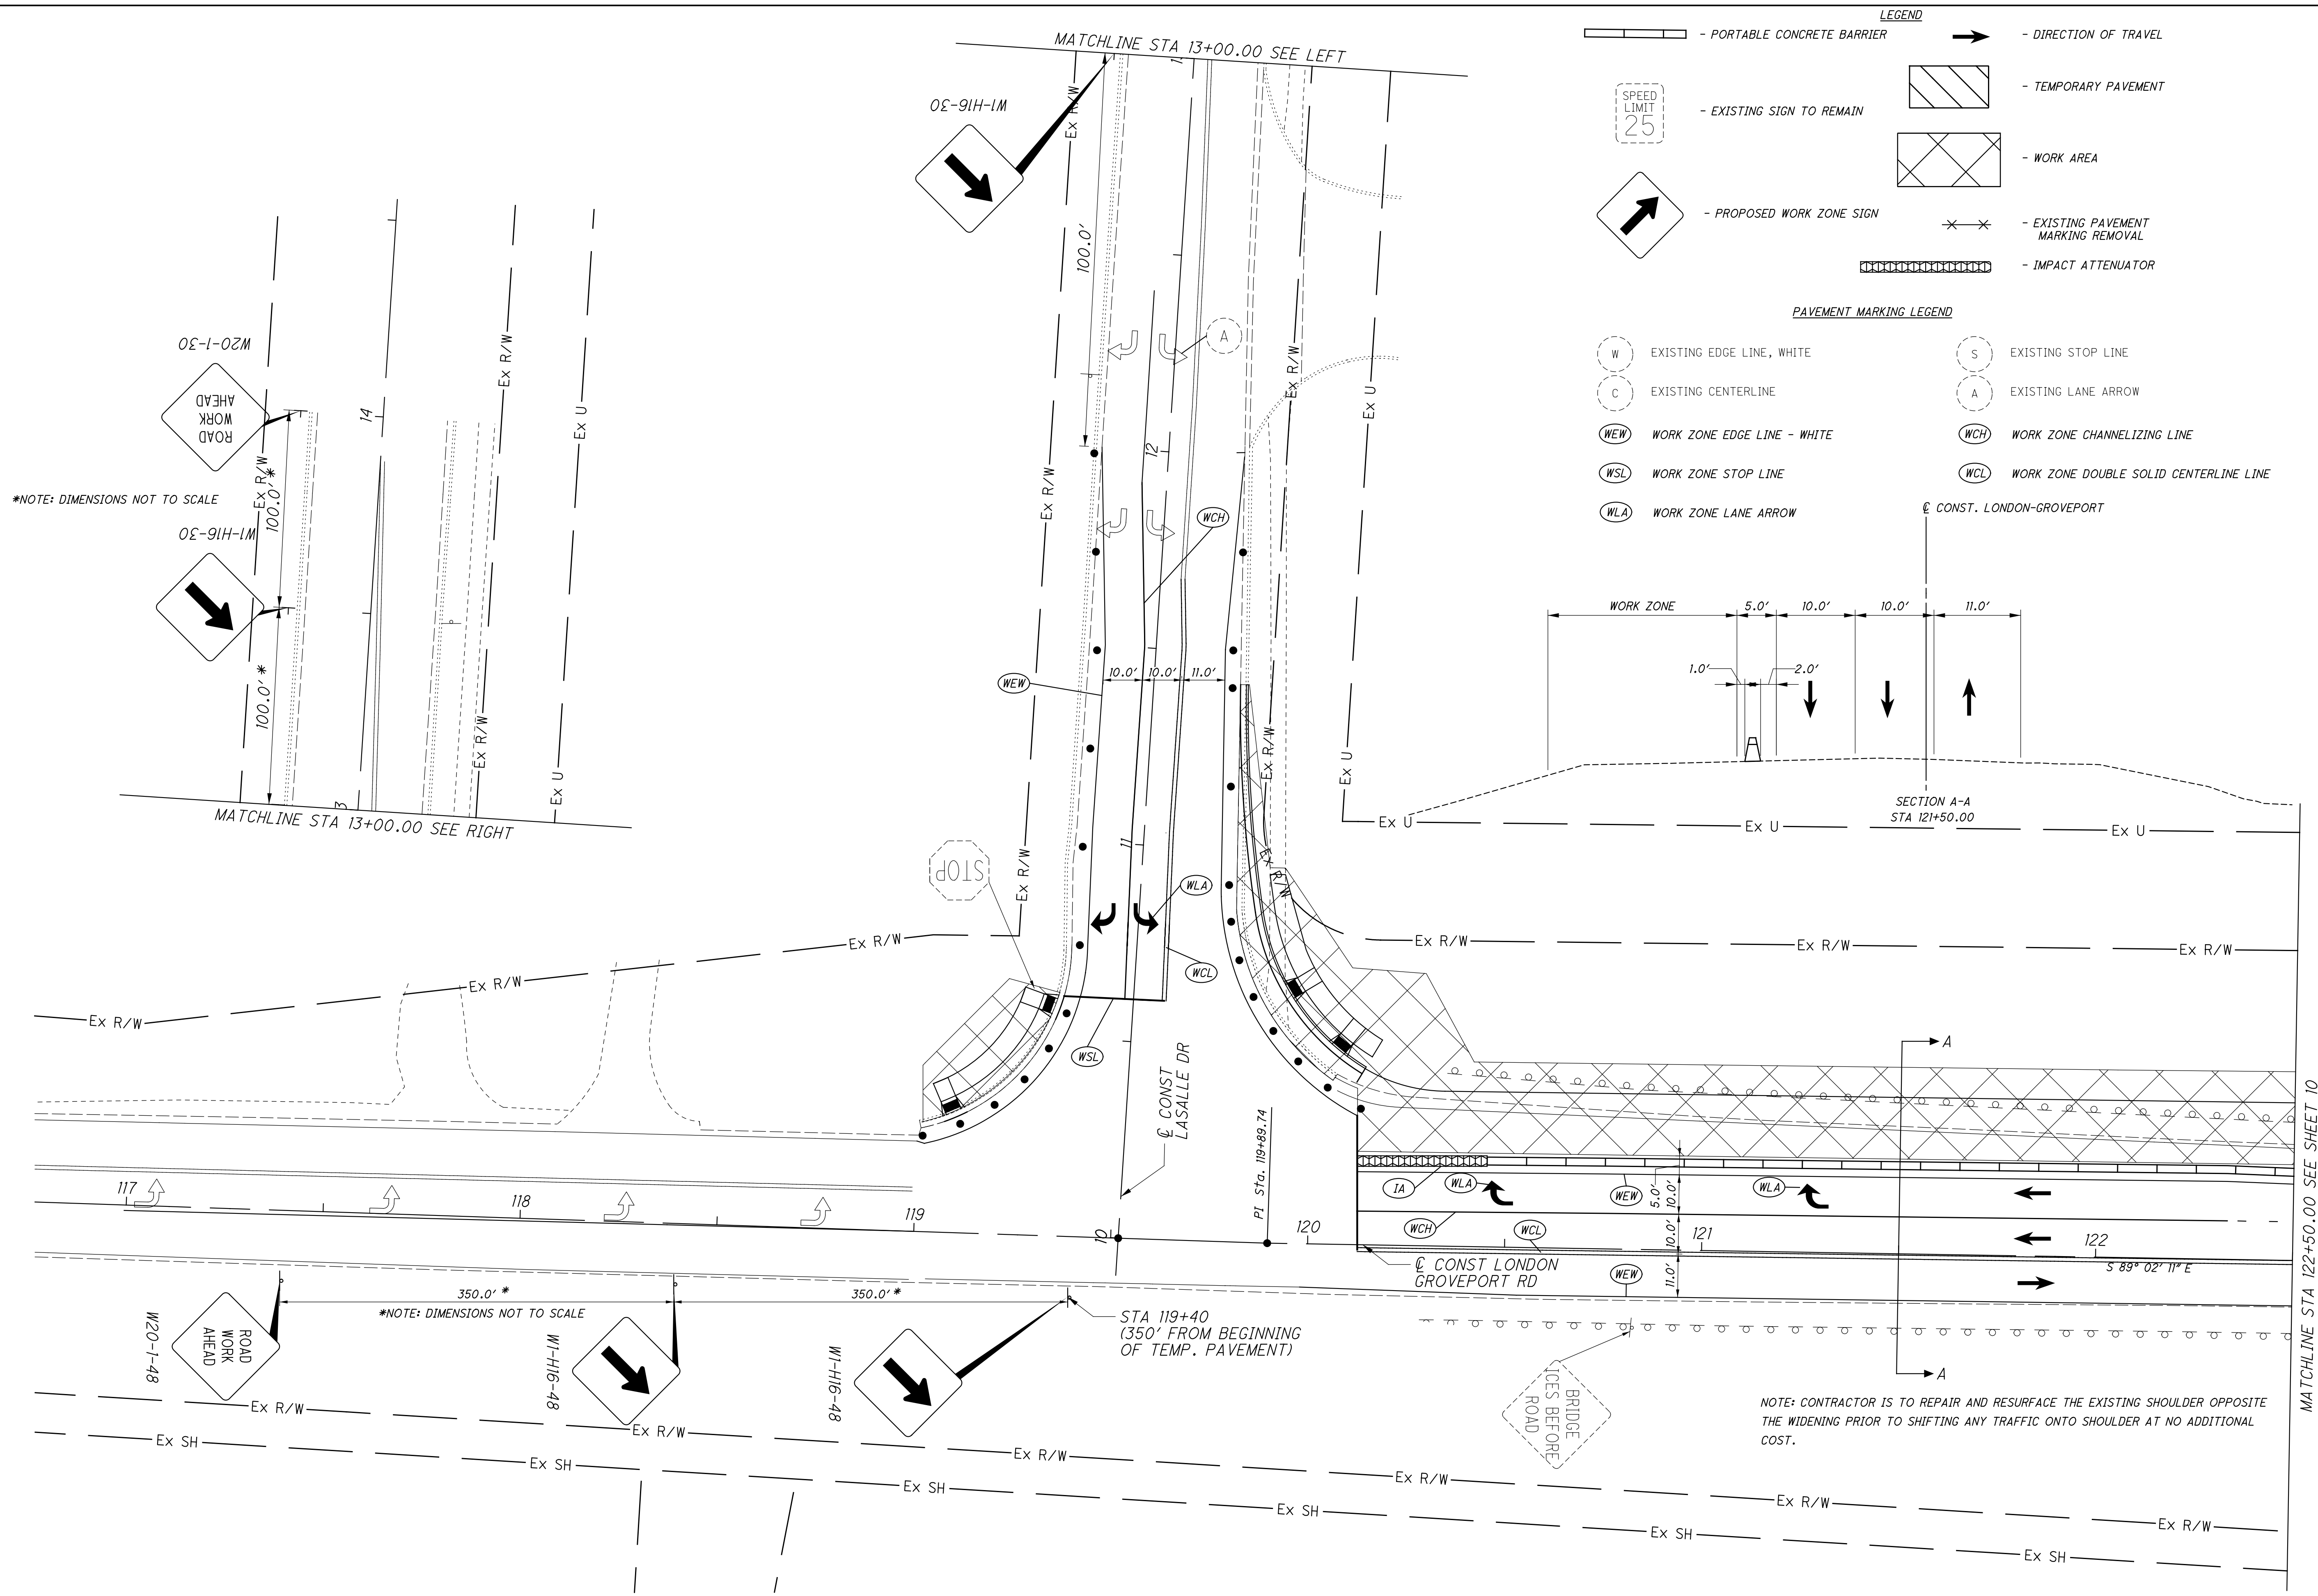 LEGEND
- PORTABLE CONCRETE BARRIER
- DIRECTION OF TRAVEL
SPEED
LIMIT
25
- EXISTING SIGN TO REMAIN
- TEMPORARY PAVEMENT
- WORK AREA
- PROPOSED WORK ZONE SIGN
- EXISTING PAVEMENT
MARKING REMOVAL
- IMPACT ATTENUATOR
PAVEMENT MARKING LEGEND
W EXISTING EDGE LINE, WHITE
S EXISTING STOP LINE
C EXISTING CENTERLINE
A EXISTING LANE ARROW
WEW WORK ZONE EDGE LINE - WHITE
WCH WORK ZONE CHANNELIZING LINE
WSL WORK ZONE STOP LINE
WCL WORK ZONE DOUBLE SOLID CENTERLINE LINE
WLA WORK ZONE LANE ARROW
℄ CONST. LONDON-GROVEPORT
WORK ZONE 5.0' 10.0' 10.0' 11.0'
1.0' 2.0'
SECTION A-A
STA 121+50.00
MATCHLINE STA 13+00.00 SEE LEFT
W1-H16-30
Ex R/W
100.0'
A
12
Ex R/W
Ex R/W
Ex U
WCH
WEW
10.0' 10.0' 11.0'
Ex R/W
Ex U
11
Ex R/W
Ex R/W
STOP
WLA
WCL
WSL
W20-1-30
ROAD
WORK
AHEAD
14
Ex R/W
Ex U
Ex R/W
100.0' *
*NOTE: DIMENSIONS NOT TO SCALE
W1-H16-30
100.0' *
Ex R/W
Ex U
3
MATCHLINE STA 13+00.00 SEE RIGHT
Ex U
Ex U
Ex U
Ex R/W
Ex R/W
Ex R/W
Ex R/W
Ex R/W
Ex R/W
℄ CONST
LASALLE DR
PI Sta. 119+89.74
A
117
118
119
10
120
121
122
IA
WLA
WEW
WLA
5.0'
10.0'
10.0'
11.0'
WCH
WCL
WEW
℄ CONST LONDON
GROVEPORT RD
S 89° 02' 11" E
MATCHLINE STA 122+50.00 SEE SHEET 10
350.0' *
350.0' *
*NOTE: DIMENSIONS NOT TO SCALE
STA 119+40
(350' FROM BEGINNING
OF TEMP. PAVEMENT)
W20-1-48
ROAD
WORK
AHEAD
W1-H16-48
W1-H16-48
BRIDGE
ICES BEFORE
ROAD
A
NOTE: CONTRACTOR IS TO REPAIR AND RESURFACE THE EXISTING SHOULDER OPPOSITE
THE WIDENING PRIOR TO SHIFTING ANY TRAFFIC ONTO SHOULDER AT NO ADDITIONAL
COST.
Ex R/W
Ex R/W
Ex R/W
Ex R/W
Ex R/W
Ex R/W
Ex SH
Ex SH
Ex SH
Ex SH
Ex SH
Ex SH